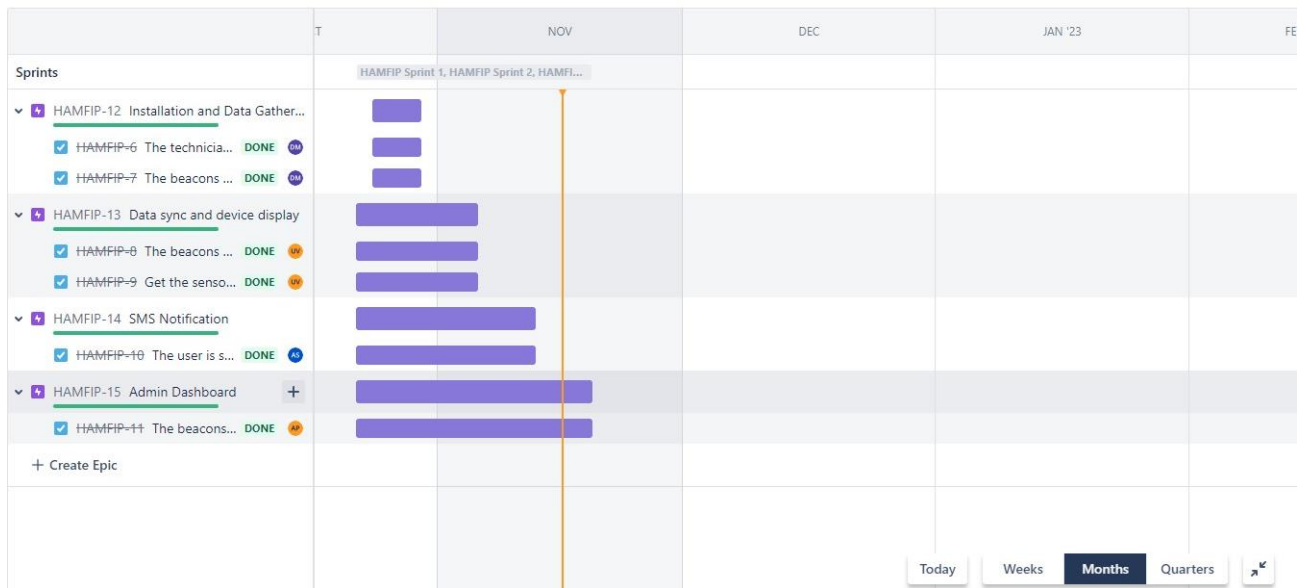 T NOV DEC JAN '23 FE
Sprints HAMFIP Sprint 1, HAMFIP Sprint 2, HAMFI...
HAMFIP-12 Installation and Data Gather...
HAMFIP-6 The technicia... DONE DM
HAMFIP-7 The beacons ... DONE DM
HAMFIP-13 Data sync and device display
HAMFIP-8 The beacons ... DONE UV
HAMFIP-9 Get the senso... DONE UV
HAMFIP-14 SMS Notification
HAMFIP-10 The user is s... DONE AS
HAMFIP-15 Admin Dashboard +
HAMFIP-11 The beacons... DONE AP
+ Create Epic
Today Weeks Months Quarters